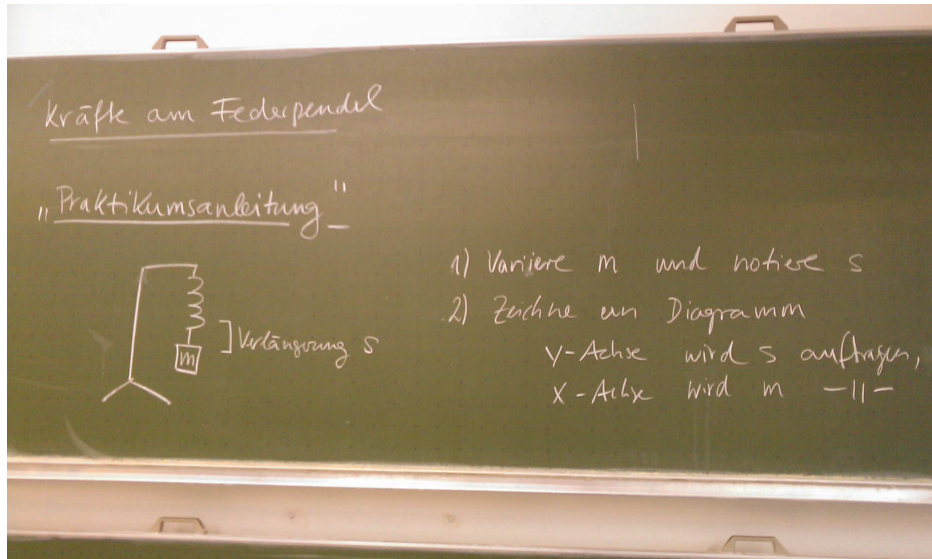 Kräfte am Federpendel
„Praktikumsanleitung"
m
Verlängerung s
1) Variiere m und notiere s
2) Zeichne ein Diagramm
y-Achse wird s auftragen,
x-Achse wird m —||—